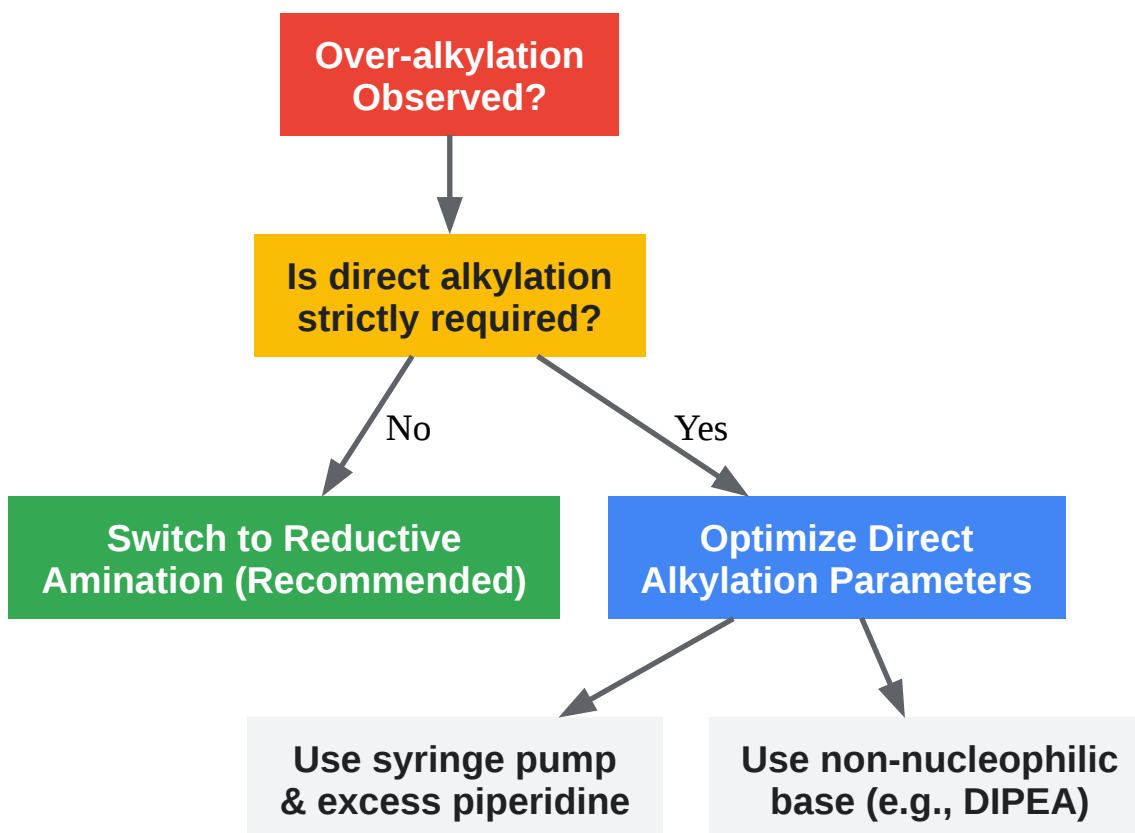 Over-alkylation
Observed?
Is direct alkylation
strictly required?
No
Yes
Switch to Reductive
Amination (Recommended)
Optimize Direct
Alkylation Parameters
Use syringe pump
& excess piperidine
Use non-nucleophilic
base (e.g., DIPEA)